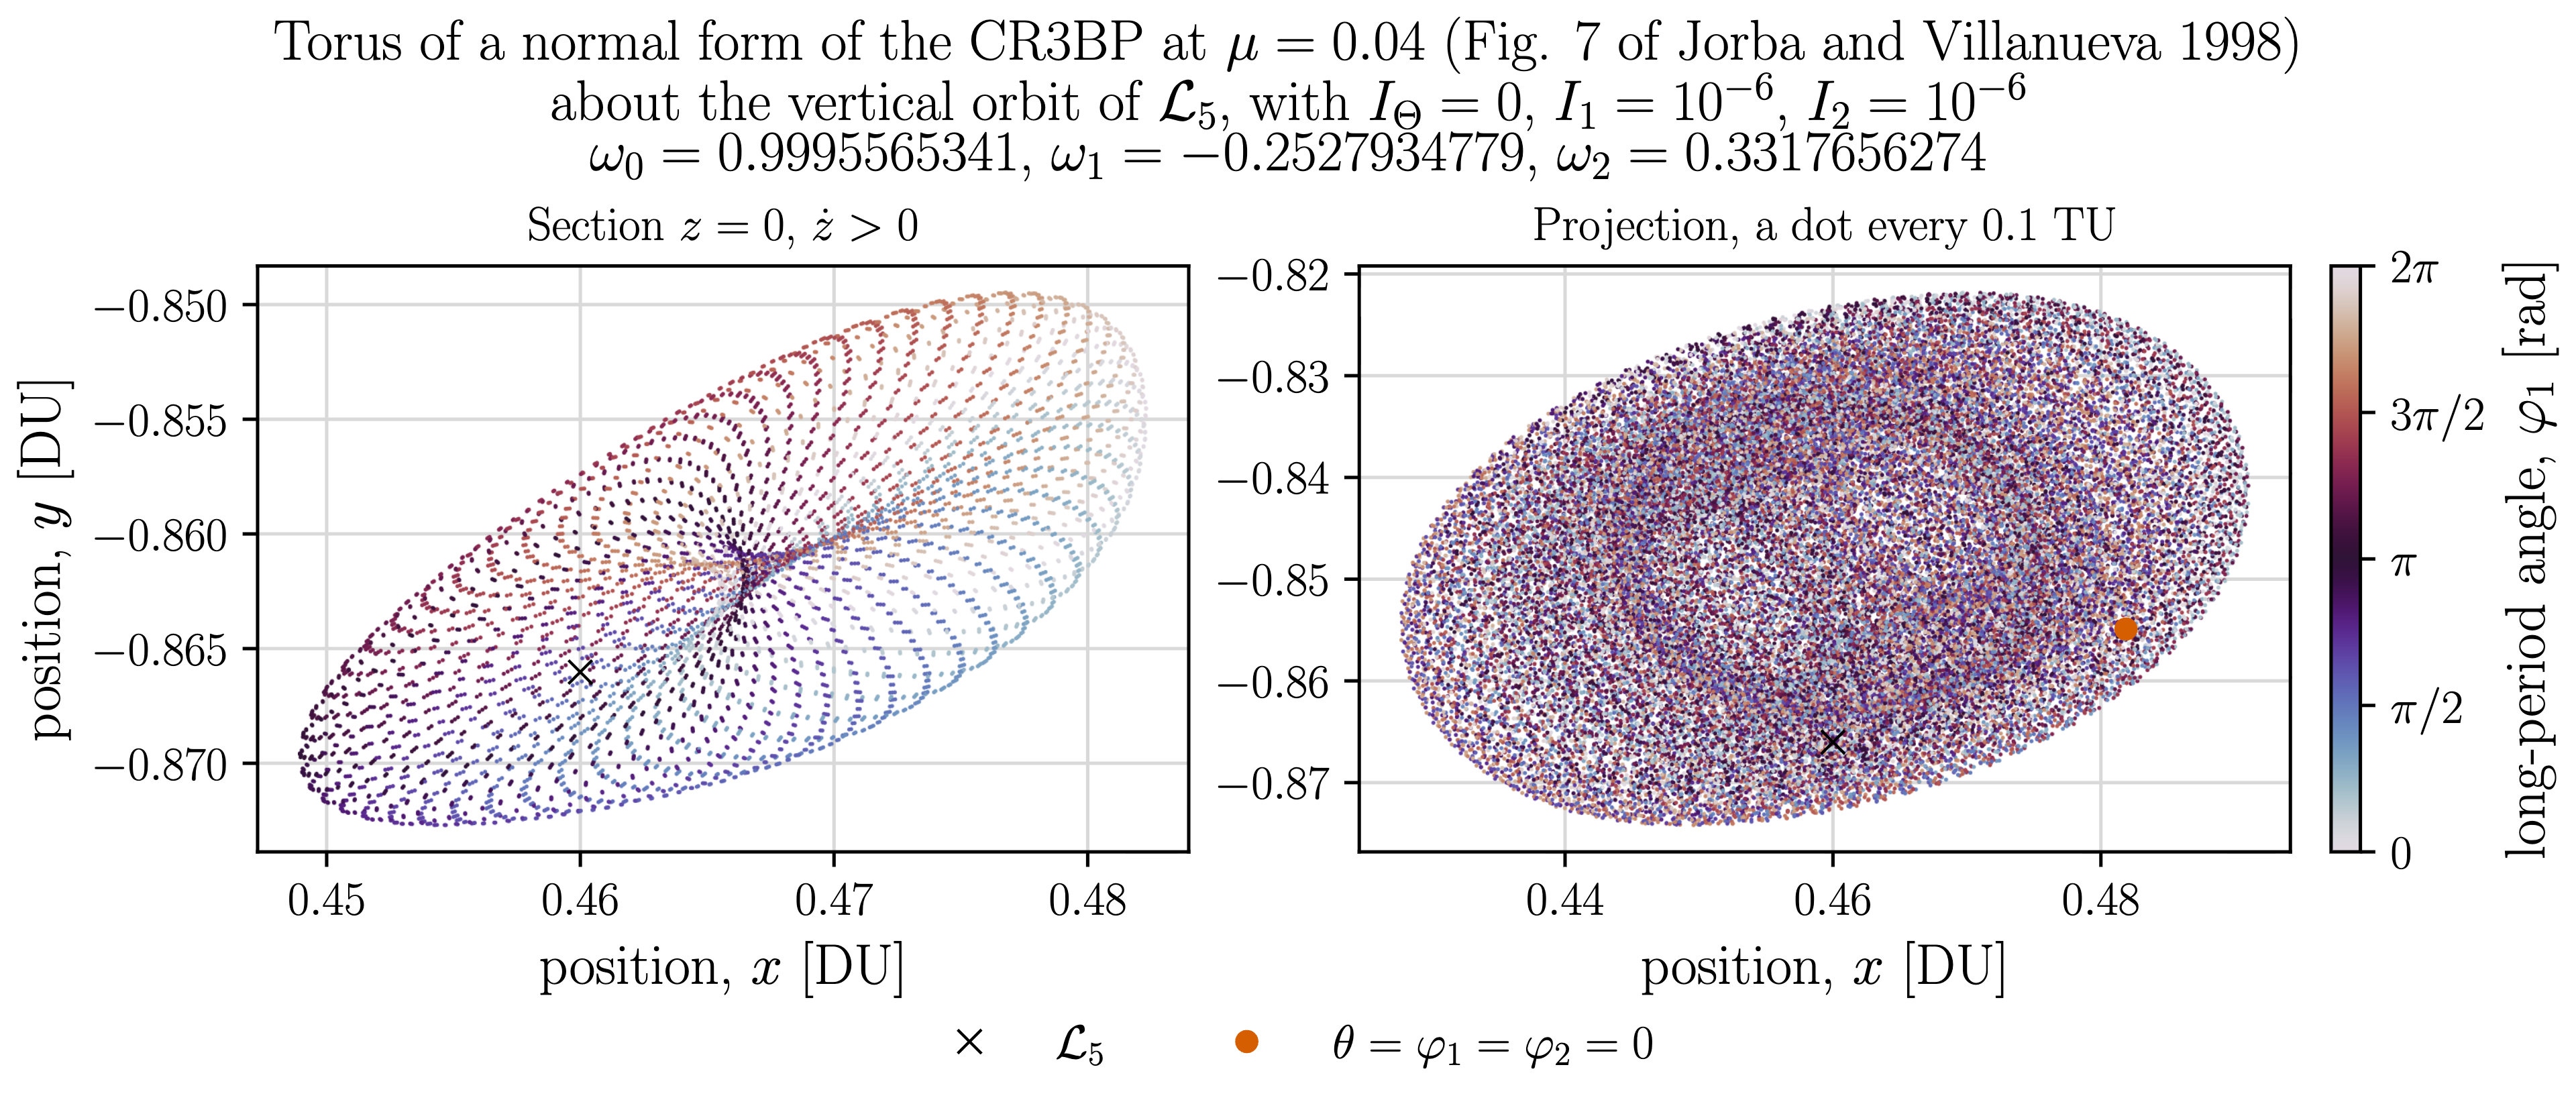 Torus of a normal form of the CR3BP at μ = 0.04 (Fig. 7 of Jorba and Villanueva 1998)
about the vertical orbit of 𝓛₅, with I_Θ = 0, I₁ = 10⁻⁶, I₂ = 10⁻⁶
ω₀ = 0.9995565341, ω₁ = −0.2527934779, ω₂ = 0.3317656274
Section z = 0, ż > 0
−0.850
−0.855
−0.860
−0.865
−0.870
position, y [DU]
0.45 0.46 0.47 0.48
position, x [DU]
Projection, a dot every 0.1 TU
−0.82
−0.83
−0.84
−0.85
−0.86
−0.87
0.44 0.46 0.48
position, x [DU]
2π
3π/2
π
π/2
0
long-period angle, φ₁ [rad]
𝓛₅
θ = φ₁ = φ₂ = 0